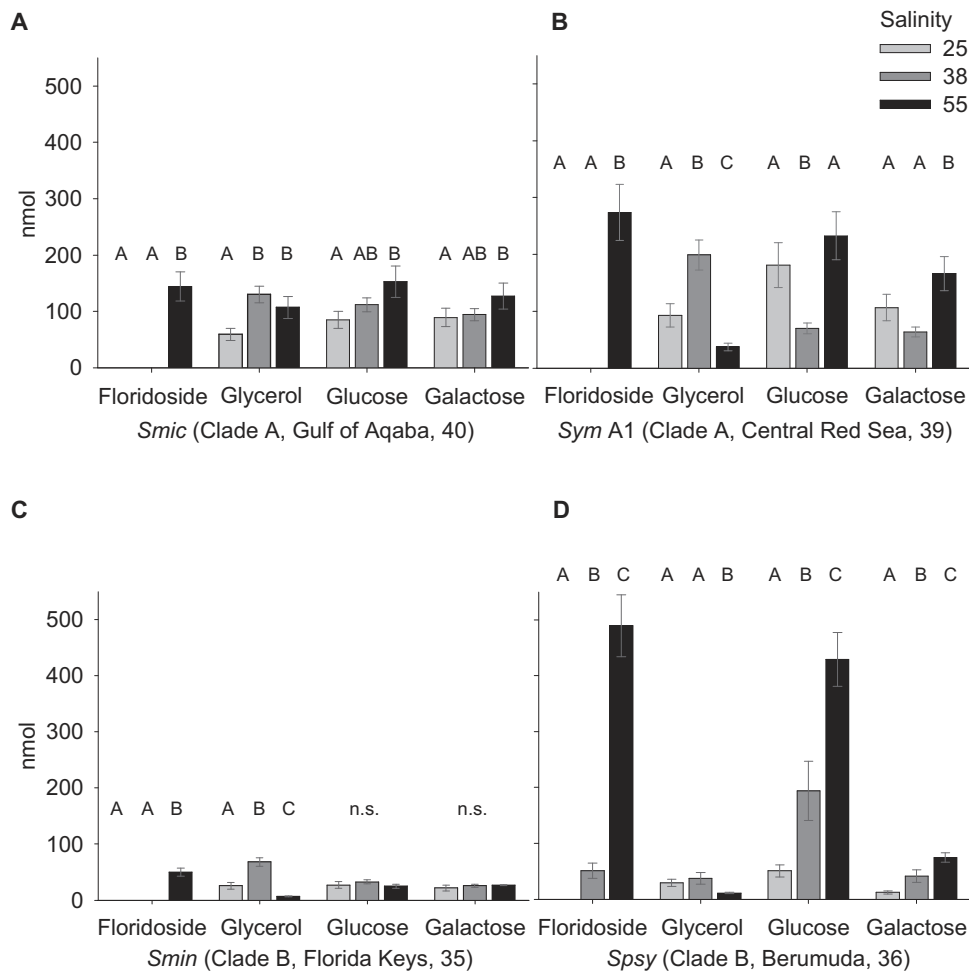 A
500
400
300
200
100
0
nmol
A A B A B B A AB B A AB B
Floridoside Glycerol Glucose Galactose
Smic (Clade A, Gulf of Aqaba, 40)
B
Salinity
25
38
55
A A B A B C A B A A A B
Floridoside Glycerol Glucose Galactose
Sym A1 (Clade A, Central Red Sea, 39)
C
500
400
300
200
100
0
nmol
A A B A B C n.s. n.s.
Floridoside Glycerol Glucose Galactose
Smin (Clade B, Florida Keys, 35)
D
A B C A A B A B C A B C
Floridoside Glycerol Glucose Galactose
Spsy (Clade B, Berumuda, 36)